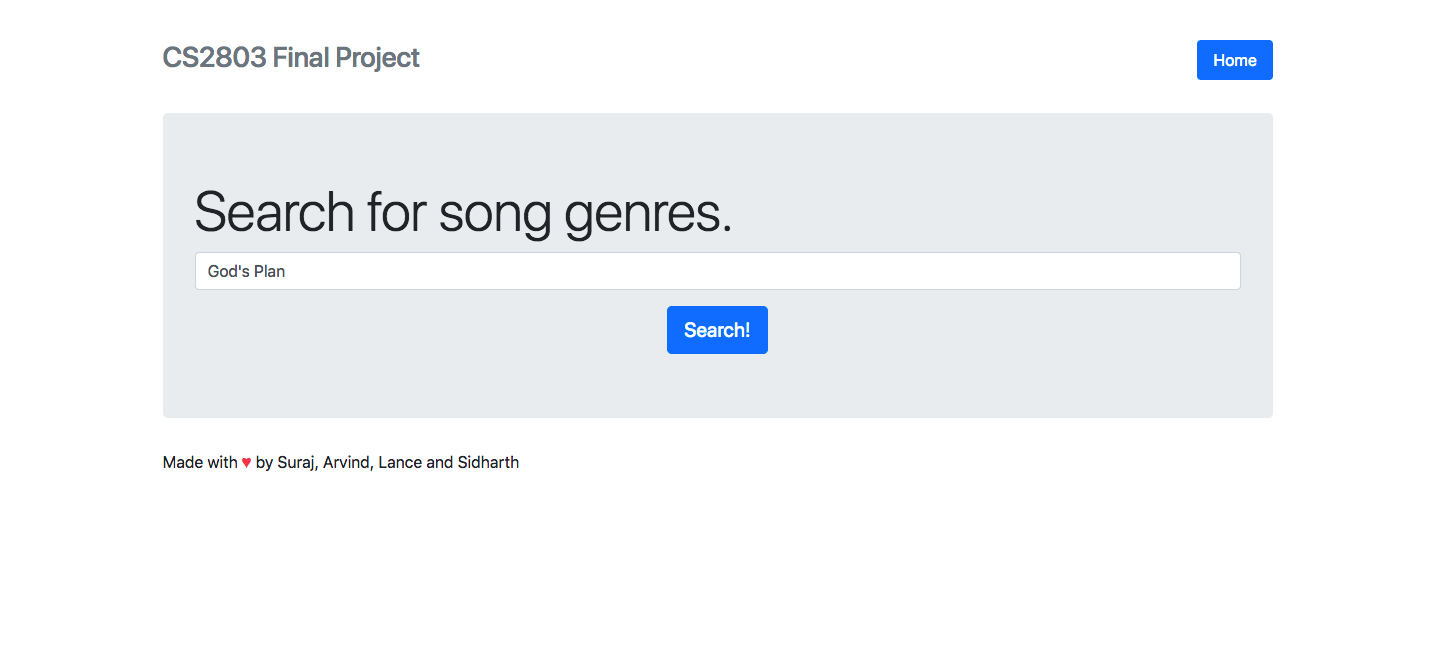 CS2803 Final Project
Home
Search for song genres.
God's Plan
Search!
Made with ♥ by Suraj, Arvind, Lance and Sidharth